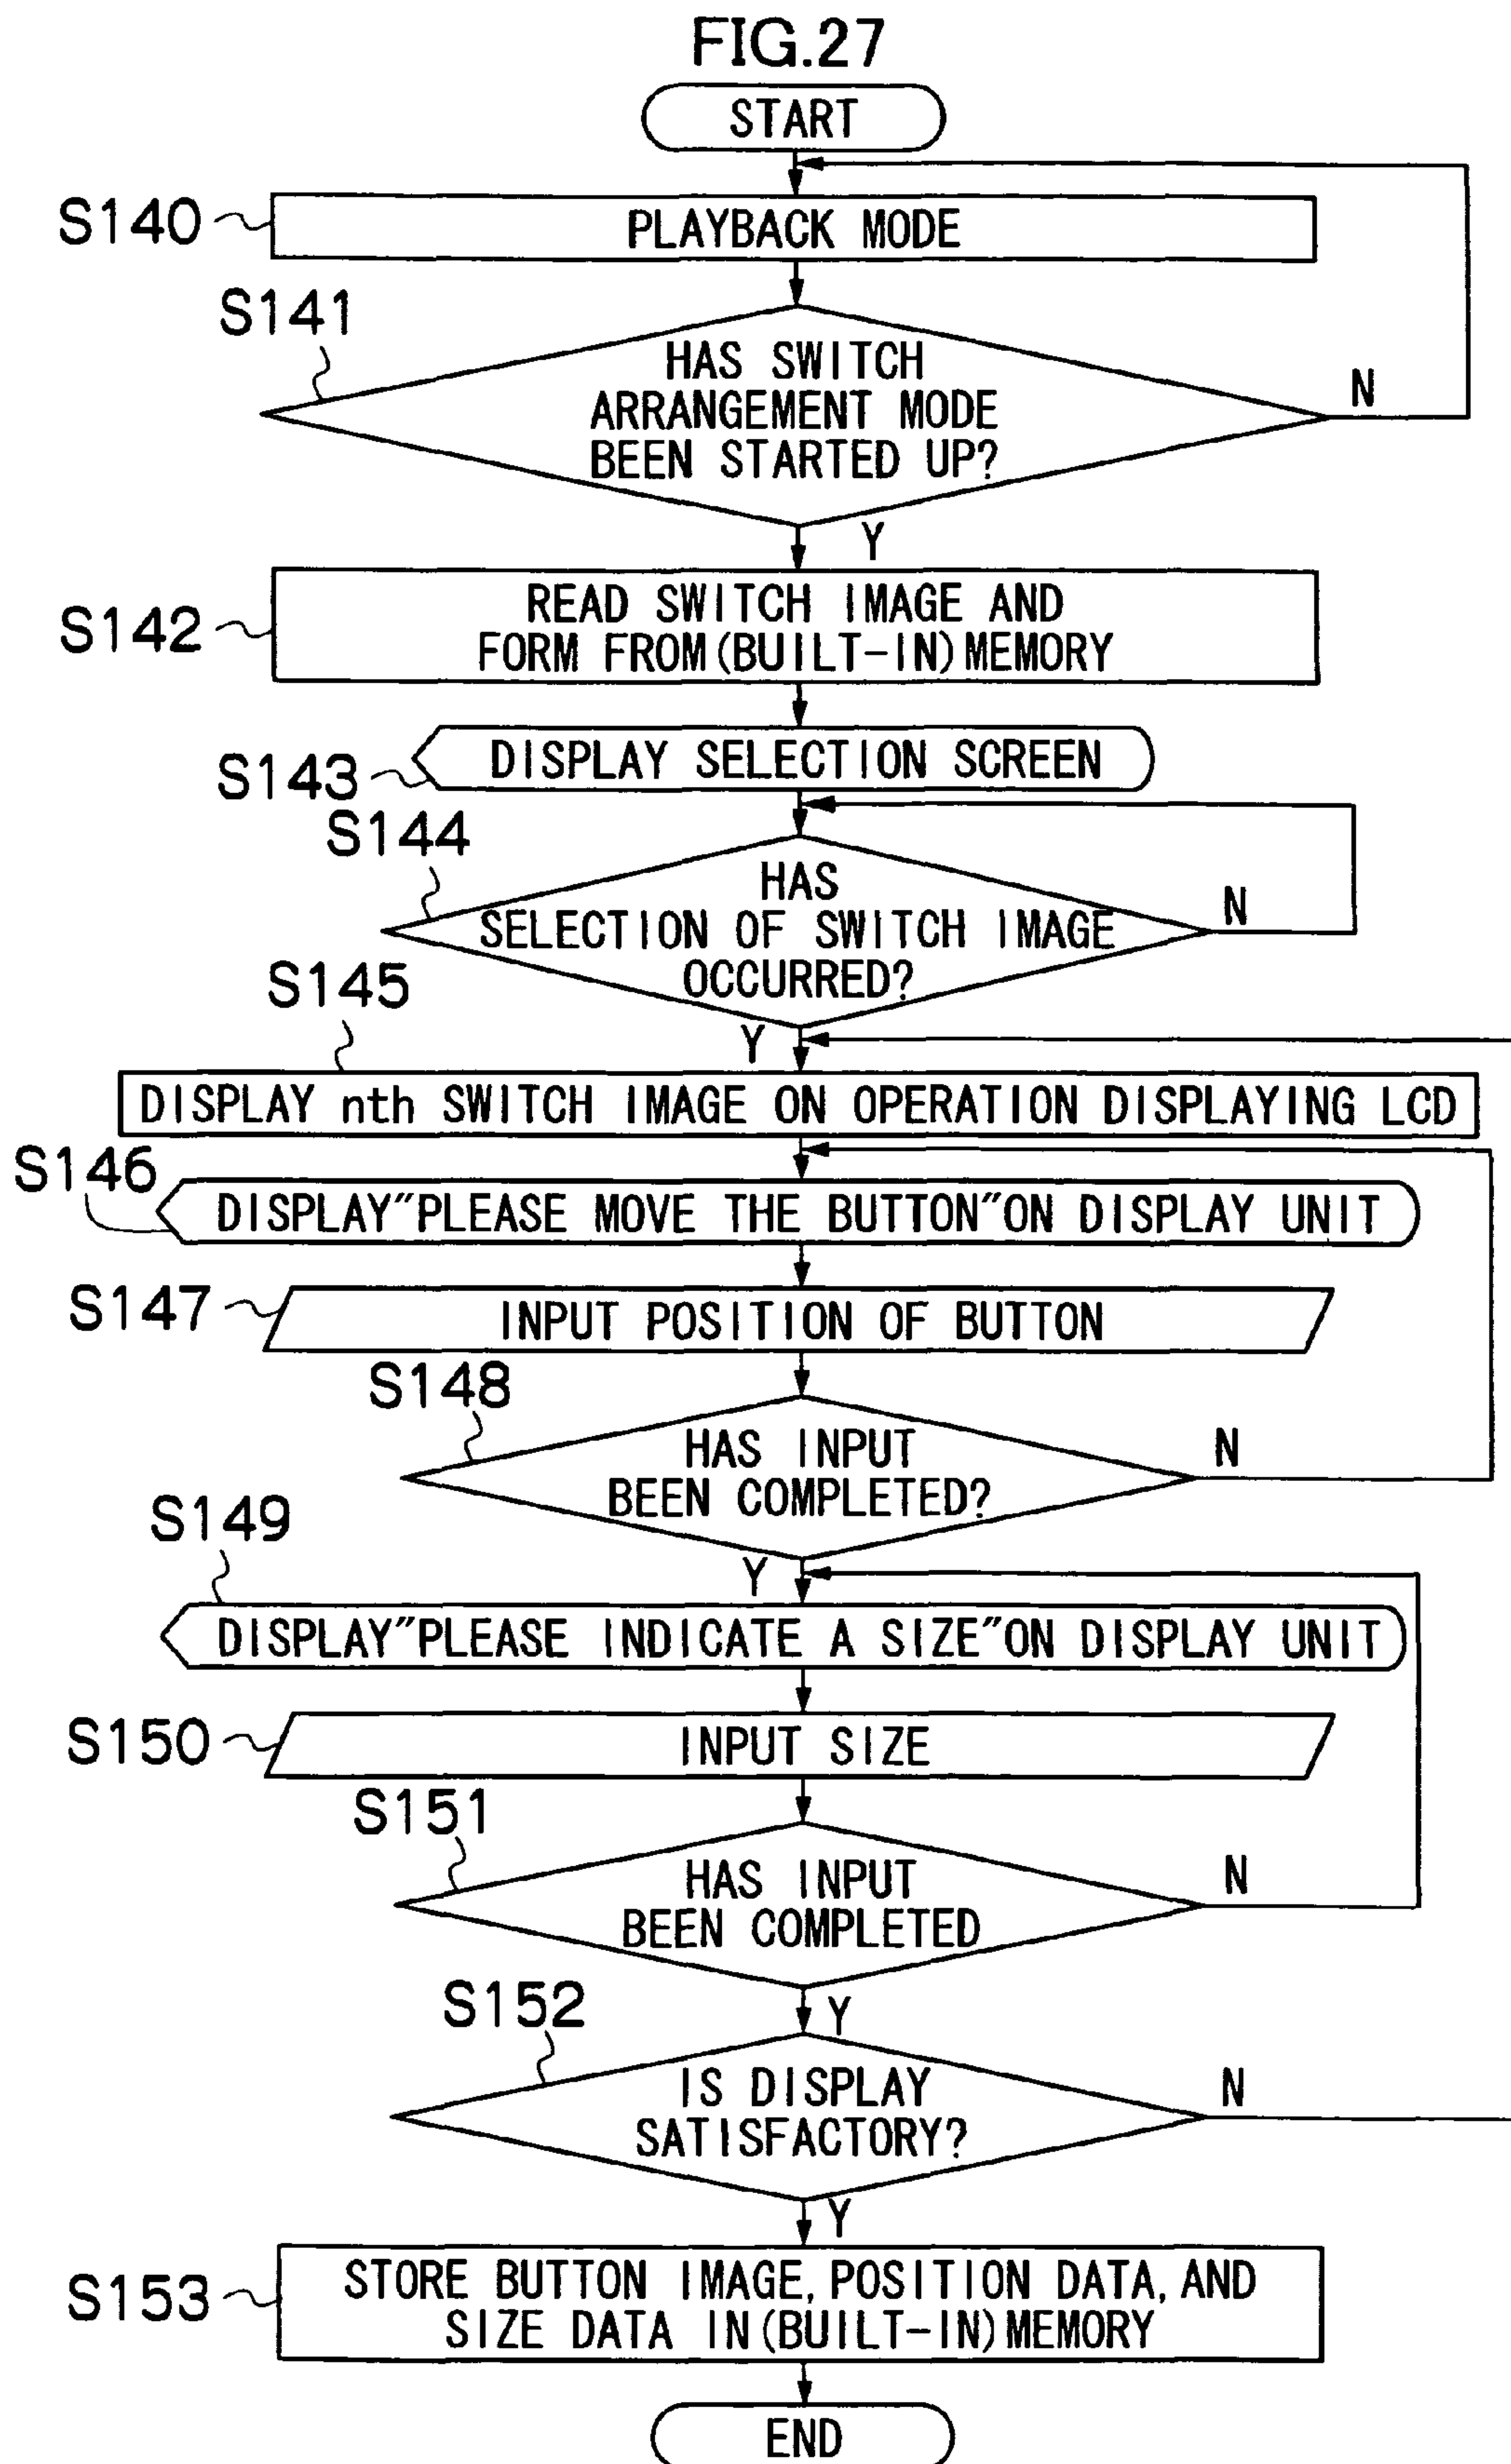 FIG.27
START
S140
PLAYBACK MODE
S141
HAS SWITCH
ARRANGEMENT MODE
BEEN STARTED UP?
N
Y
S142
READ SWITCH IMAGE AND
FORM FROM(BUILT-IN)MEMORY
S143
DISPLAY SELECTION SCREEN
S144
HAS
SELECTION OF SWITCH IMAGE
OCCURRED?
N
Y
S145
DISPLAY nth SWITCH IMAGE ON OPERATION DISPLAYING LCD
S146
DISPLAY"PLEASE MOVE THE BUTTON"ON DISPLAY UNIT
S147
INPUT POSITION OF BUTTON
S148
HAS INPUT
BEEN COMPLETED?
N
Y
S149
DISPLAY"PLEASE INDICATE A SIZE"ON DISPLAY UNIT
S150
INPUT SIZE
S151
HAS INPUT
BEEN COMPLETED
N
Y
S152
IS DISPLAY
SATISFACTORY?
N
Y
S153
STORE BUTTON IMAGE, POSITION DATA, AND
SIZE DATA IN(BUILT-IN)MEMORY
END